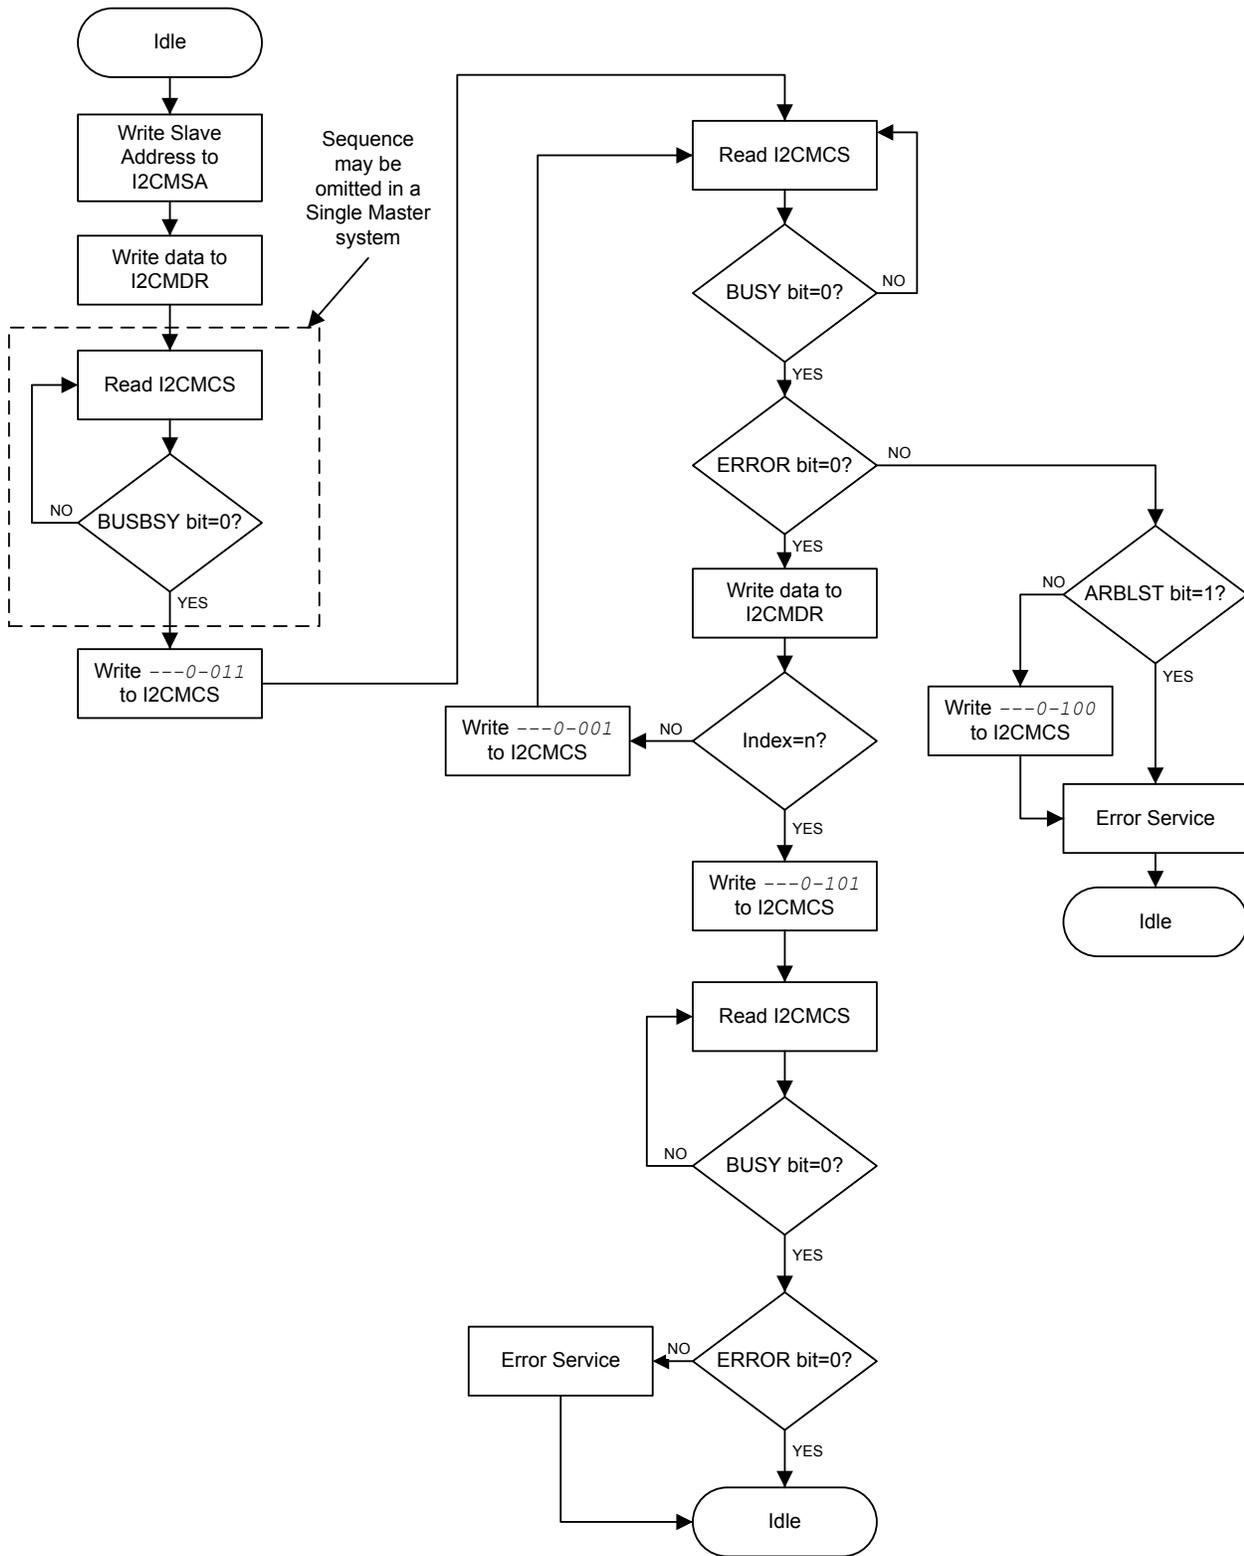 Idle
Write Slave
Address to
I2CMSA
Write data to
I2CMDR
Sequence
may be
omitted in a
Single Master
system
Read I2CMCS
BUSBSY bit=0?
NO
YES
Write ---0-011
to I2CMCS
Read I2CMCS
BUSY bit=0?
NO
YES
ERROR bit=0?
NO
YES
Write data to
I2CMDR
Index=n?
NO
Write ---0-001
to I2CMCS
YES
ARBLST bit=1?
NO
YES
Write ---0-100
to I2CMCS
Error Service
Idle
Write ---0-101
to I2CMCS
Read I2CMCS
BUSY bit=0?
NO
YES
ERROR bit=0?
NO
Error Service
YES
Idle